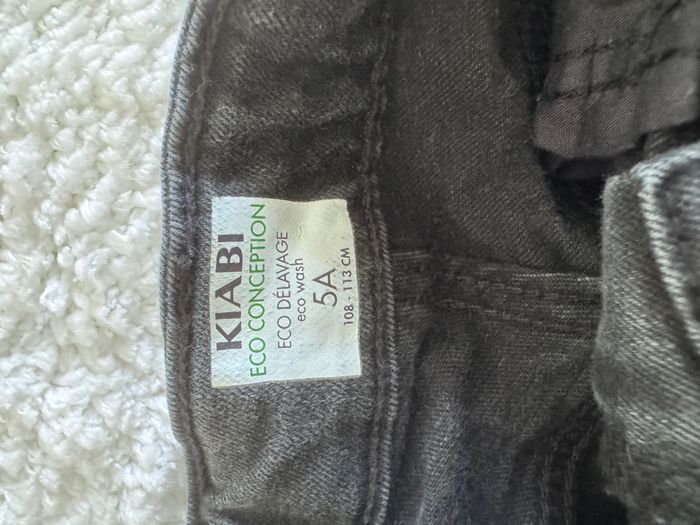 KIABI
ECO CONCEPTION
ECO DÉLAVAGE
eco wash
5A
108 - 113 CM